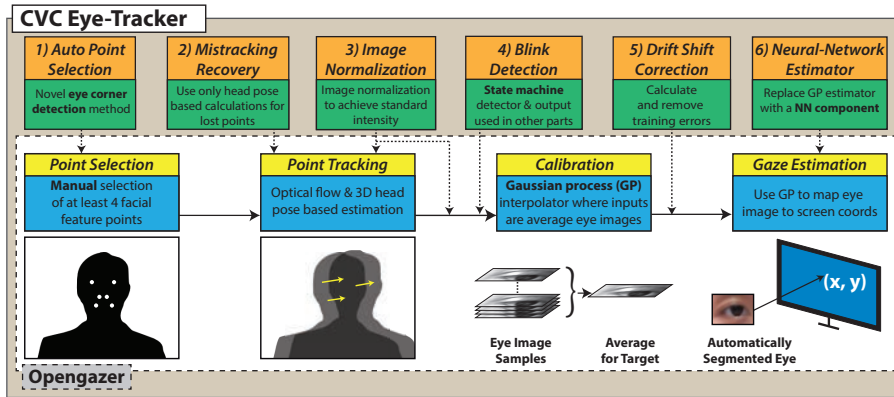 CVC Eye-Tracker
1) Auto Point
Selection
Novel eye corner
detection method
2) Mistracking
Recovery
Use only head pose
based calculations for
lost points
3) Image
Normalization
Image normalization
to achieve standard
intensity
4) Blink
Detection
State machine
detector & output
used in other parts
5) Drift Shift
Correction
Calculate
and remove
training errors
6) Neural-Network
Estimator
Replace GP estimator
with a NN component
Point Selection
Manual selection
of at least 4 facial
feature points
Point Tracking
Optical flow & 3D head
pose based estimation
Calibration
Gaussian process (GP)
interpolator where inputs
are average eye images
Gaze Estimation
Use GP to map eye
image to screen coords
(x, y)
Eye Image
Samples
Average
for Target
Automatically
Segmented Eye
Opengazer